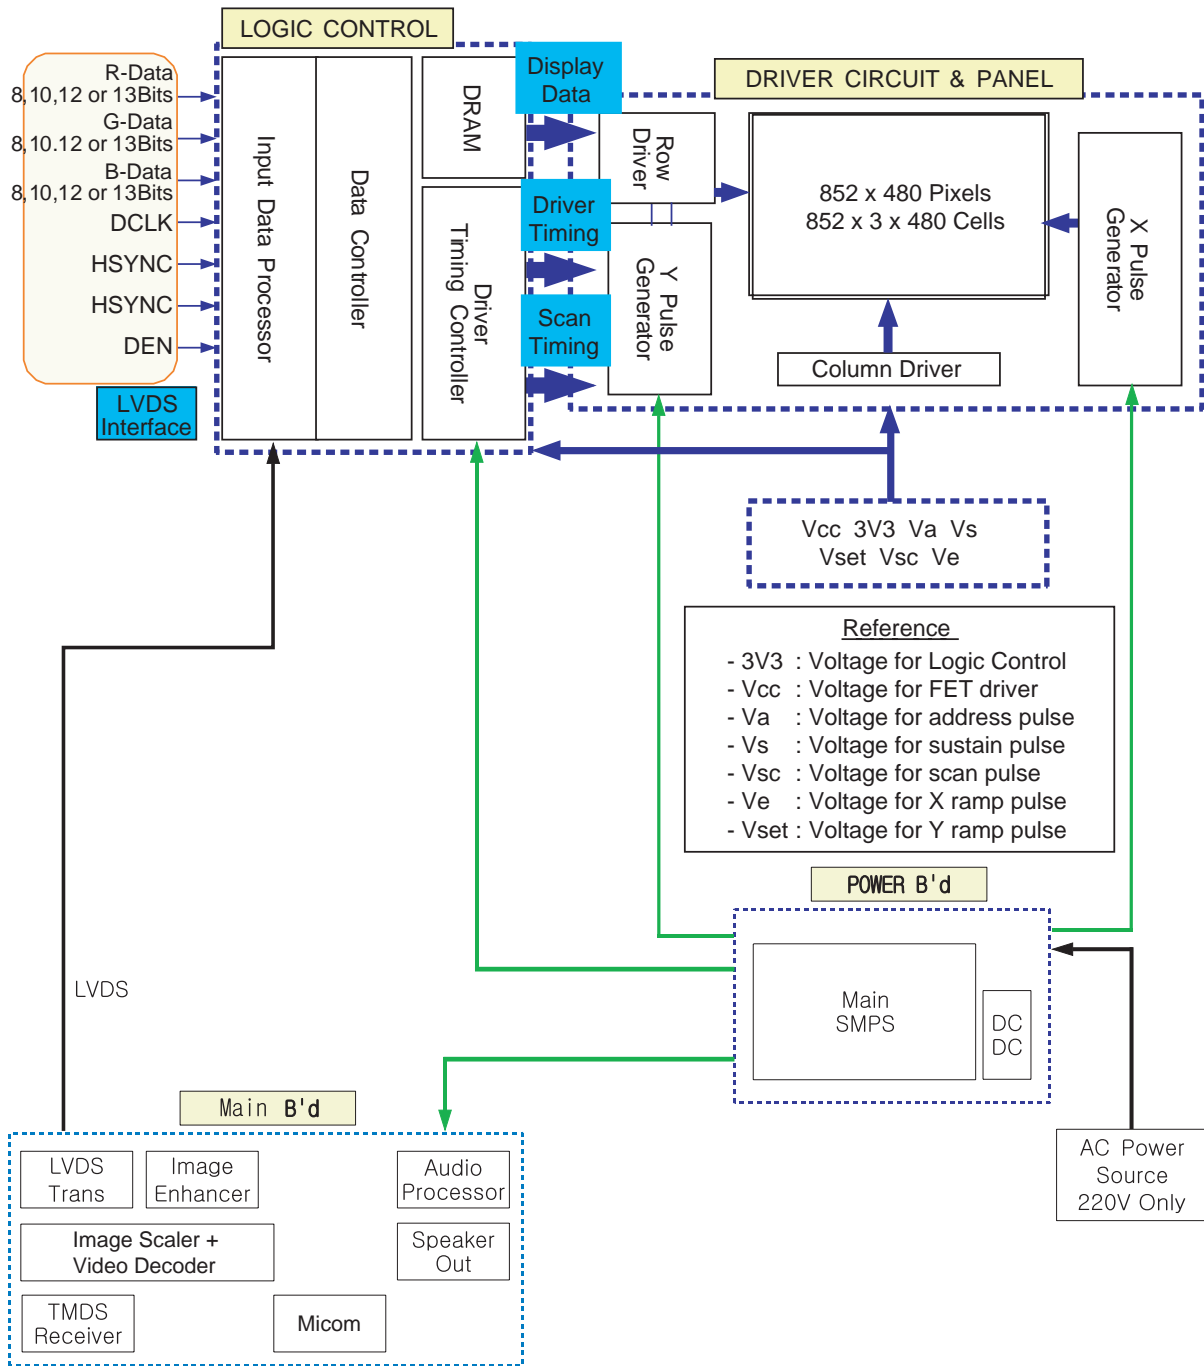 LOGIC CONTROL
R-Data
8,10,12 or 13Bits
G-Data
8,10.12 or 13Bits
B-Data
8,10,12 or 13Bits
DCLK
HSYNC
HSYNC
DEN
LVDS
Interface
Input Data Processor
Data Controller
DRAM
Driver
Timing Controller
Display
Data
Driver
Timing
Scan
Timing
DRIVER CIRCUIT & PANEL
Row
Driver
Y Pulse
Generator
852 x 480 Pixels
852 x 3 x 480 Cells
Column Driver
X Pulse
Generator
Vcc 3V3 Va Vs
Vset Vsc Ve
Reference
- 3V3 : Voltage for Logic Control
- Vcc : Voltage for FET driver
- Va : Voltage for address pulse
- Vs : Voltage for sustain pulse
- Vsc : Voltage for scan pulse
- Ve : Voltage for X ramp pulse
- Vset : Voltage for Y ramp pulse
POWER B'd
Main
SMPS
DC
DC
LVDS
AC Power
Source
220V Only
Main B'd
LVDS
Trans
Image
Enhancer
Audio
Processor
Image Scaler +
Video Decoder
Speaker
Out
TMDS
Receiver
Micom